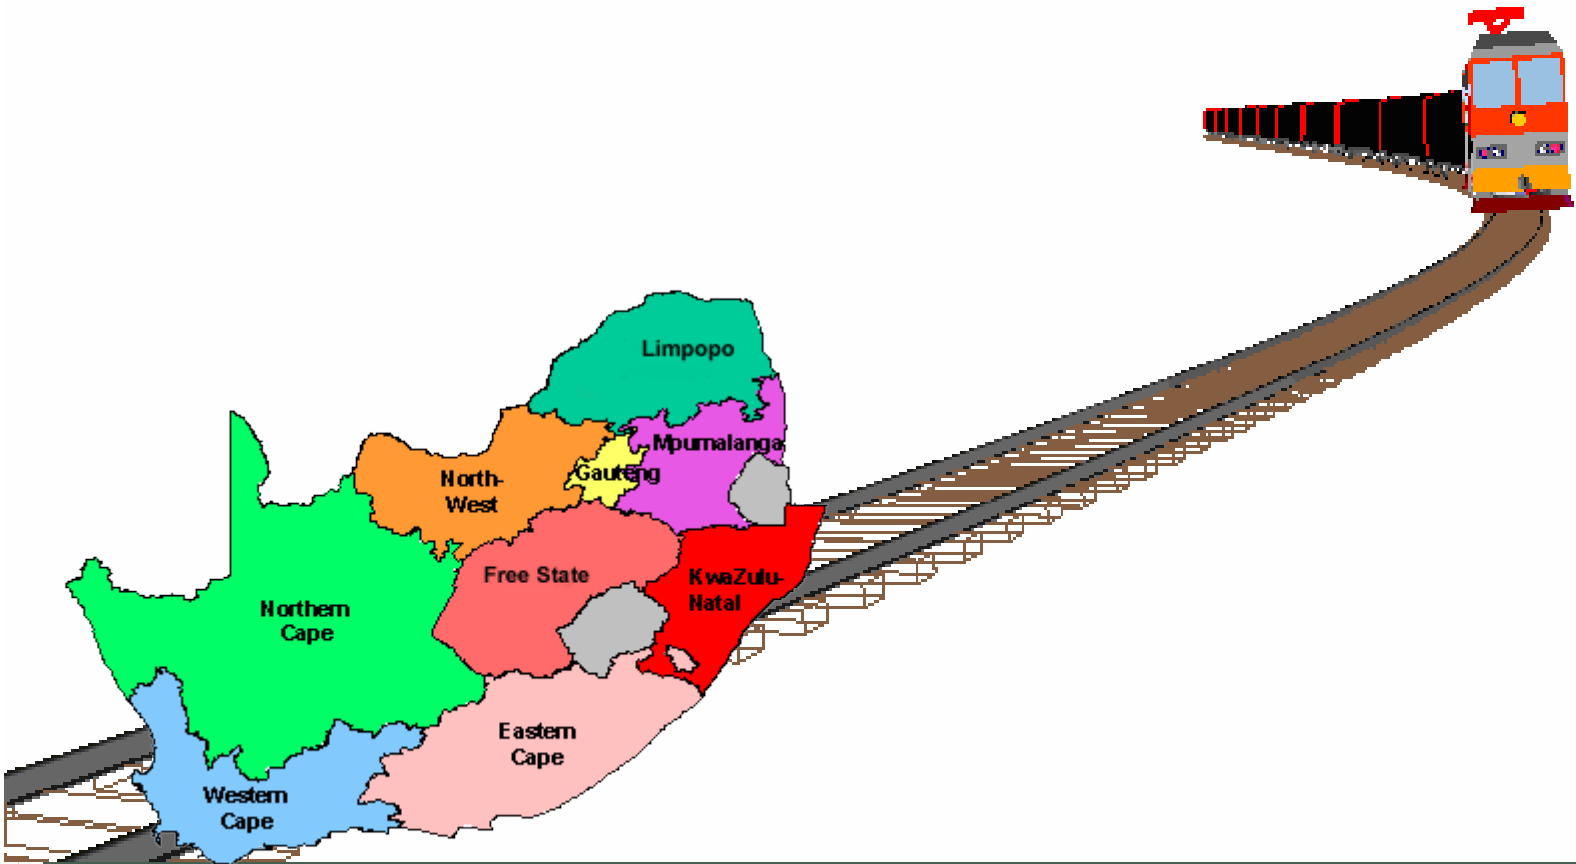 Limpopo
Mpumalanga
Gauteng
North-
West
Free State
KwaZulu-
Natal
Northern
Cape
Eastern
Cape
Western
Cape